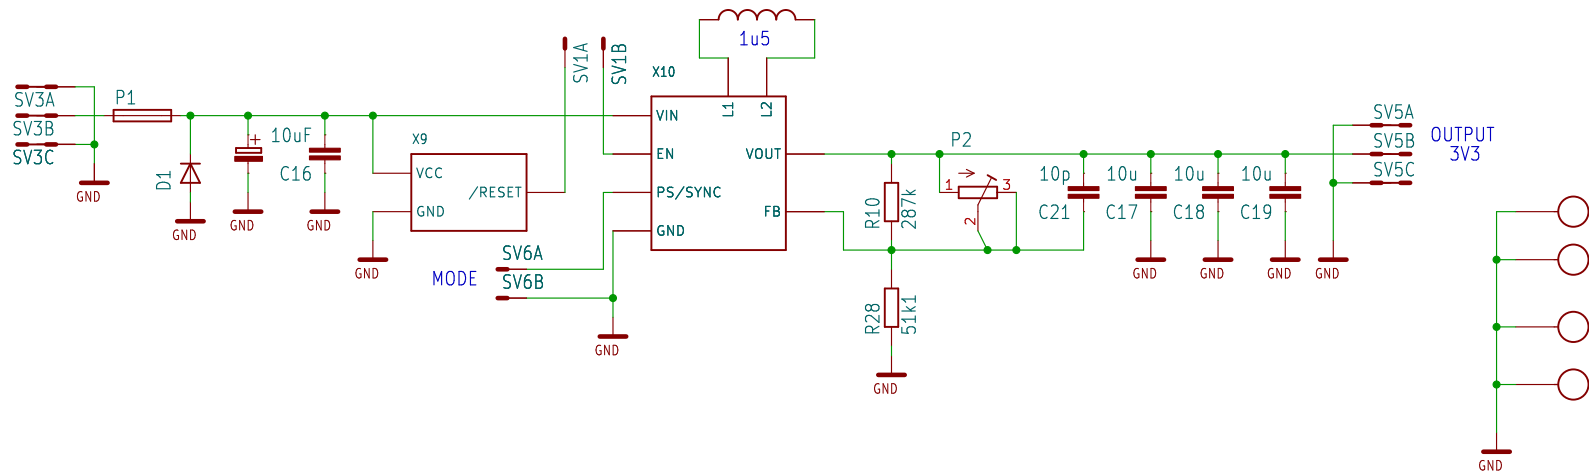 1u5
SV1A
SV1B
X10
L1
L2
SV3A
SV3B
SV3C
GND
P1
D1
GND
+
GND
10uF
C16
GND
X9
VCC
/RESET
GND
GND
VIN
EN
PS/SYNC
GND
VOUT
FB
MODE
SV6A
SV6B
GND
R10
287k
R28
51k1
GND
P2
1
3
2
10p
C21
10u
C17
GND
10u
C18
GND
10u
C19
GND
GND
SV5A
SV5B
SV5C
OUTPUT
3V3
GND